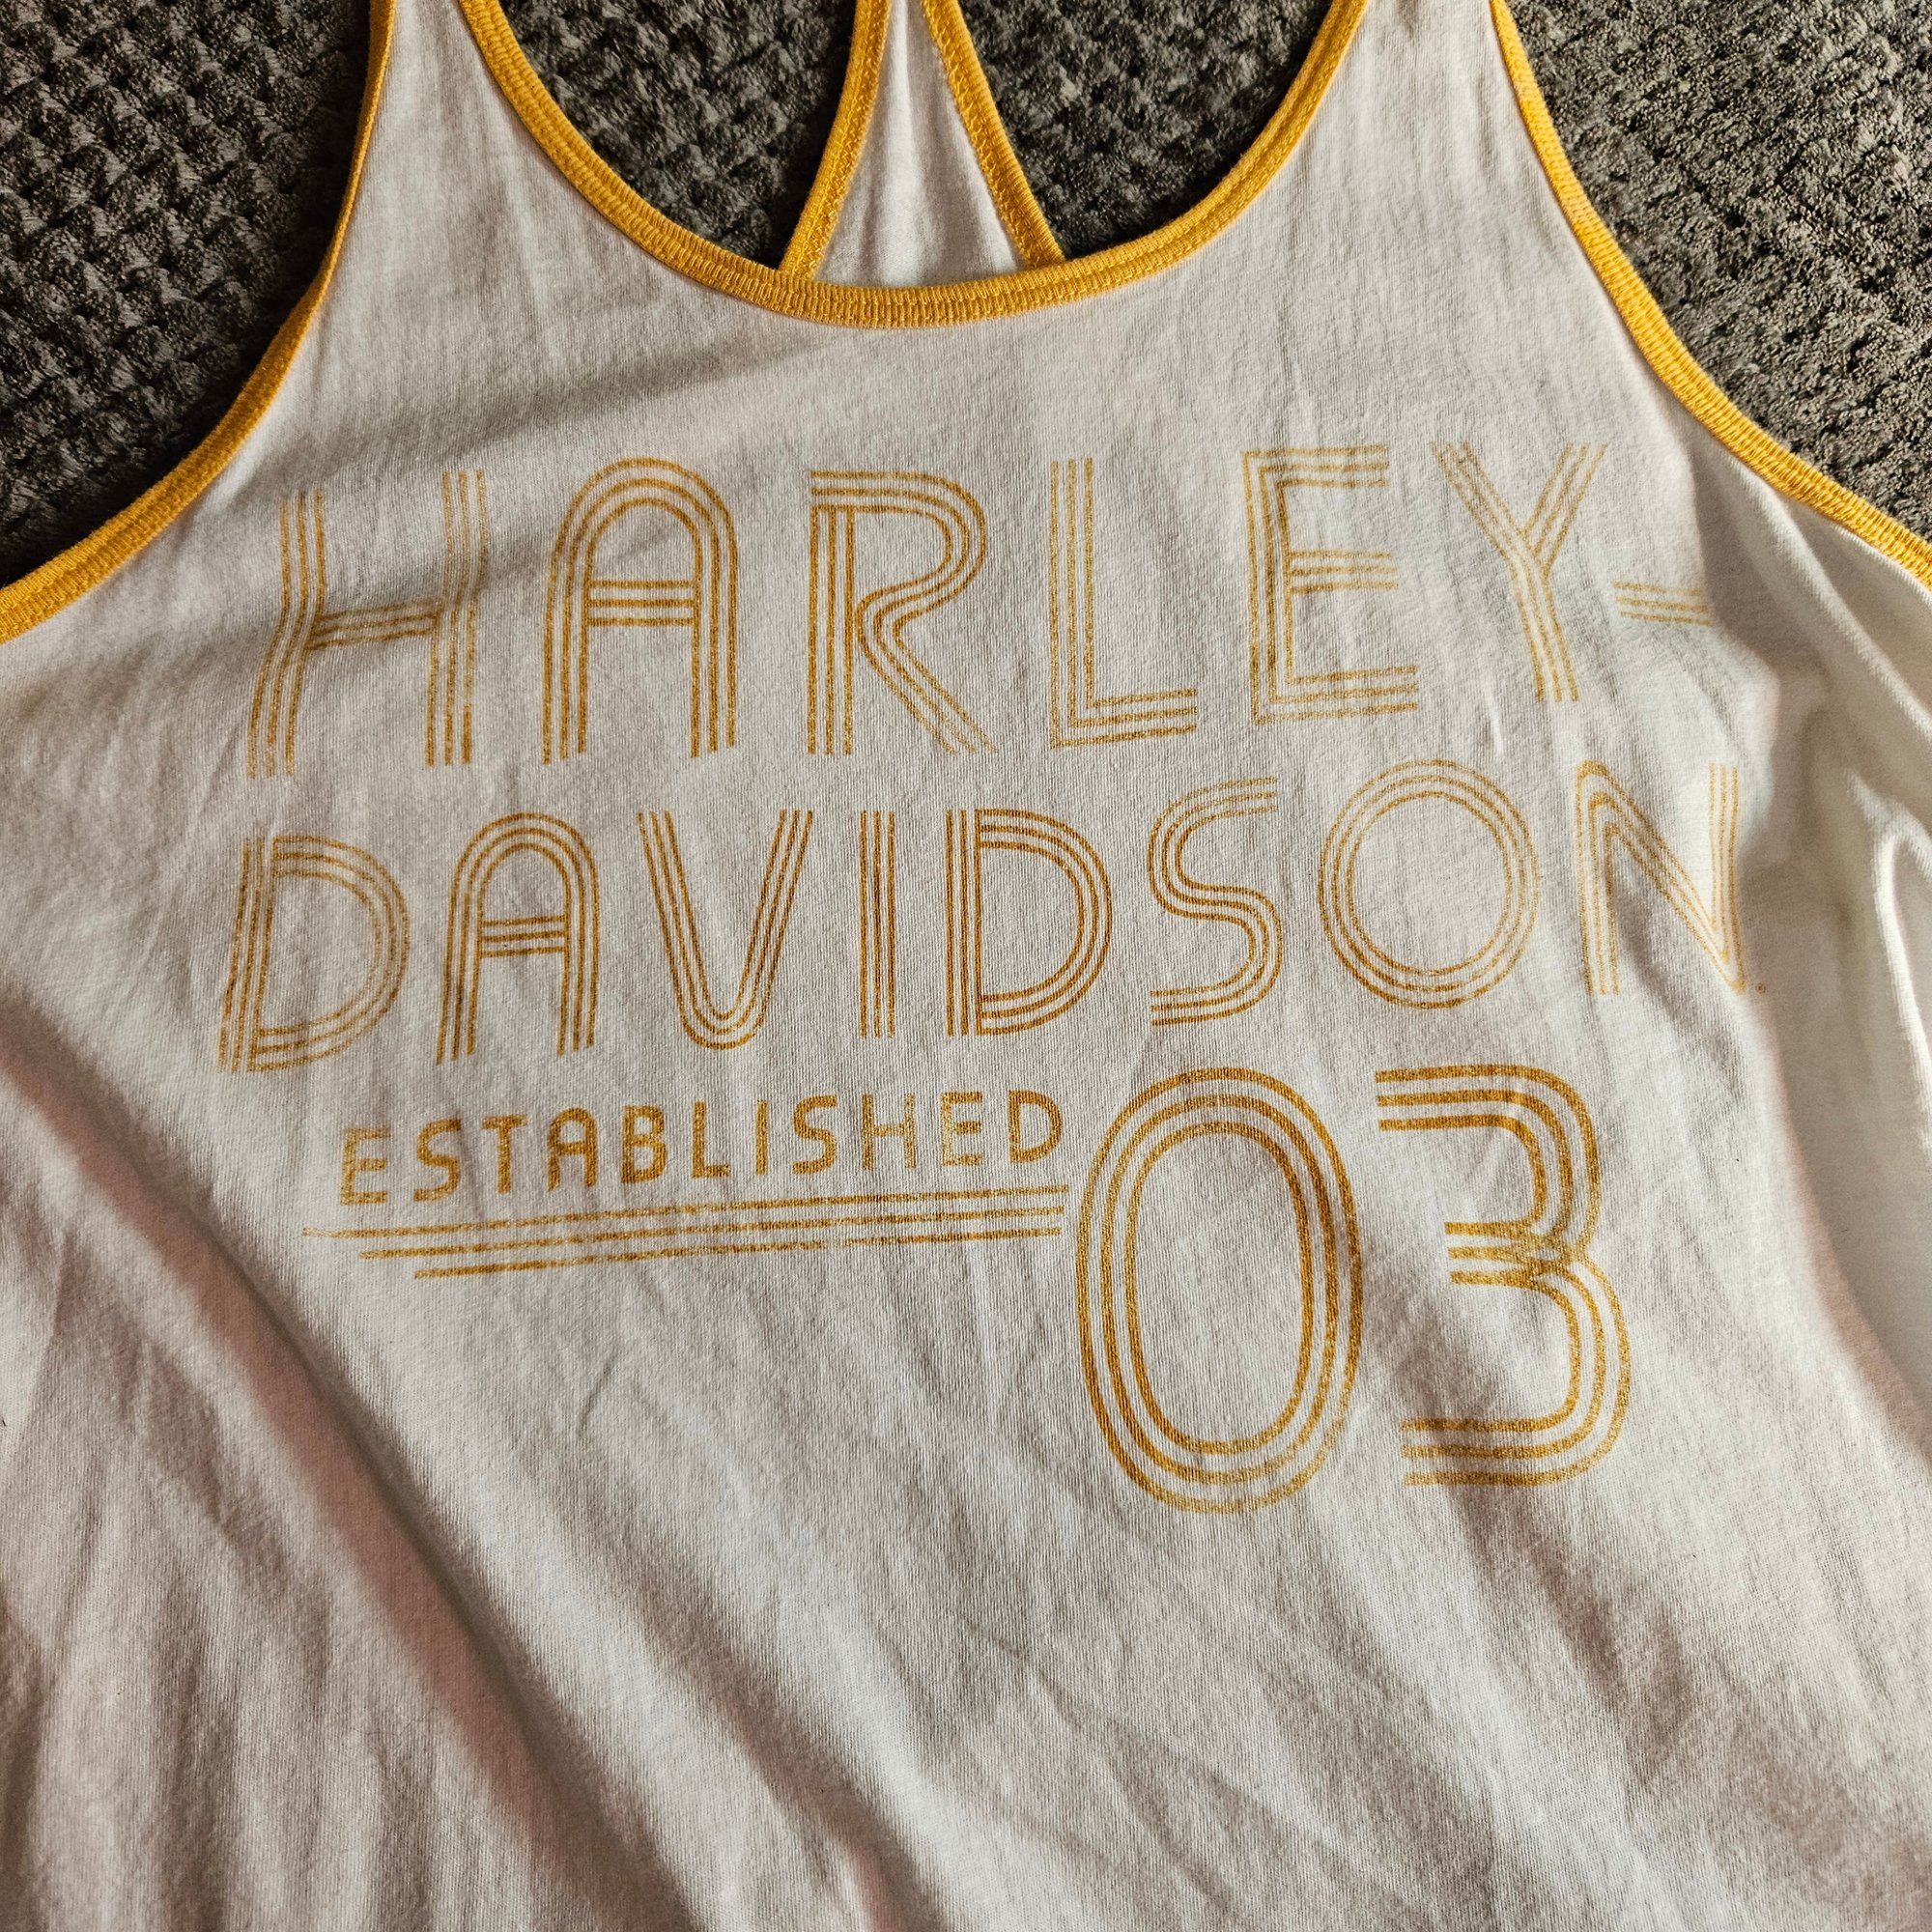 HARLEY-
DAVIDSON
ESTABLISHED 03